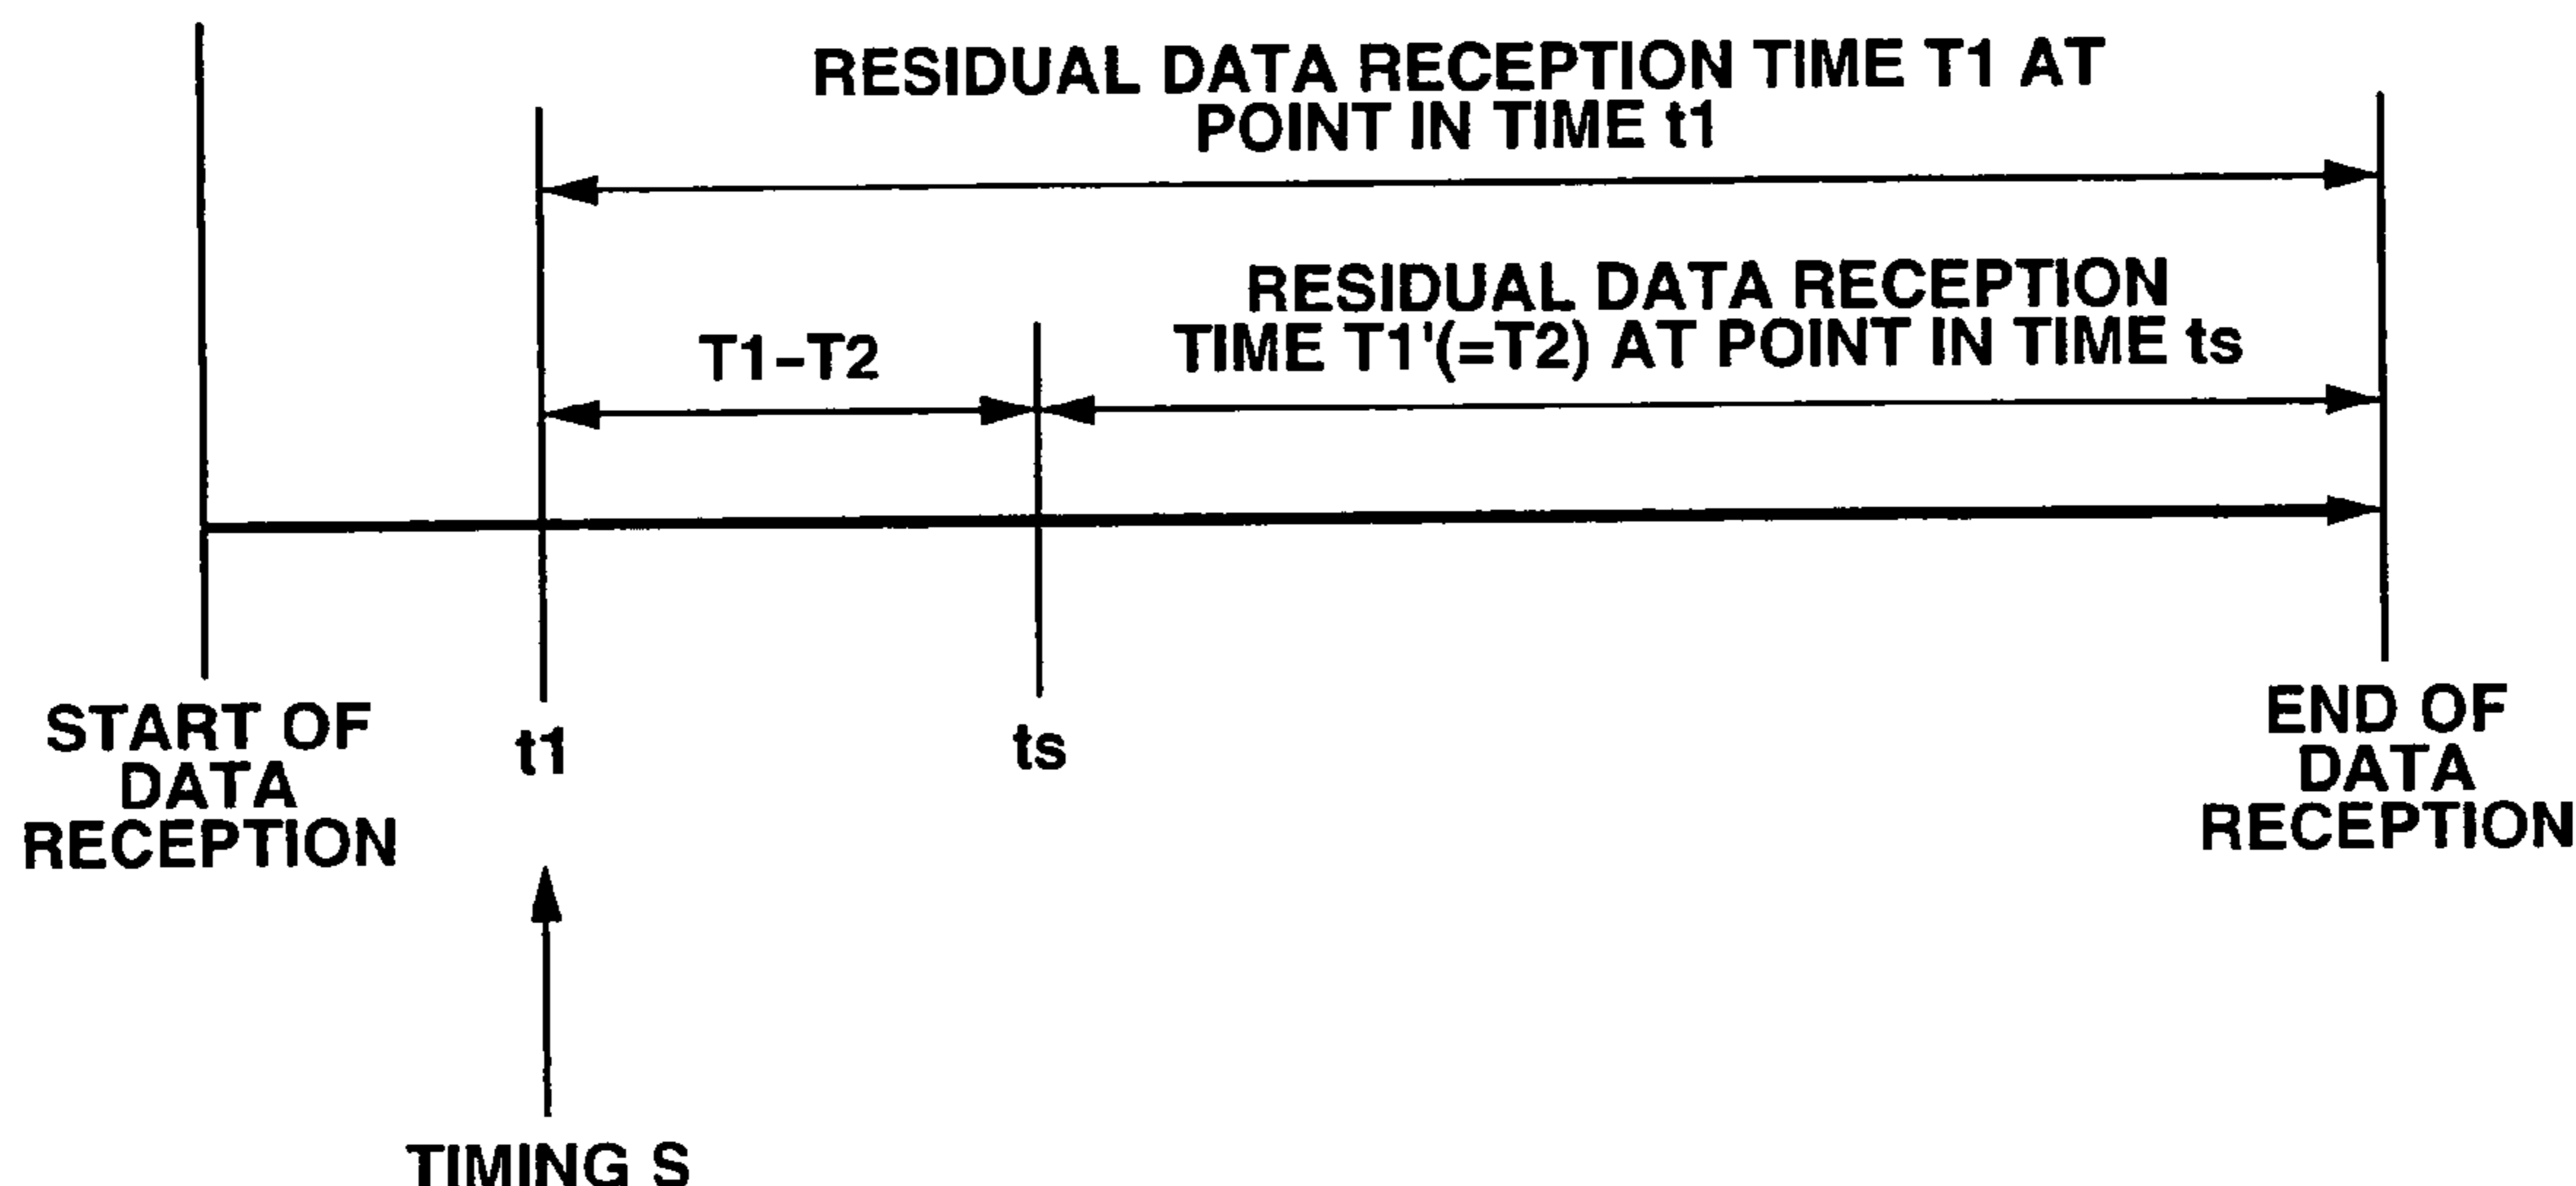 RESIDUAL DATA RECEPTION TIME T1 AT
POINT IN TIME t1
RESIDUAL DATA RECEPTION
TIME T1'(=T2) AT POINT IN TIME ts
T1-T2
START OF
DATA
RECEPTION
t1
ts
END OF
DATA
RECEPTION
TIMING S